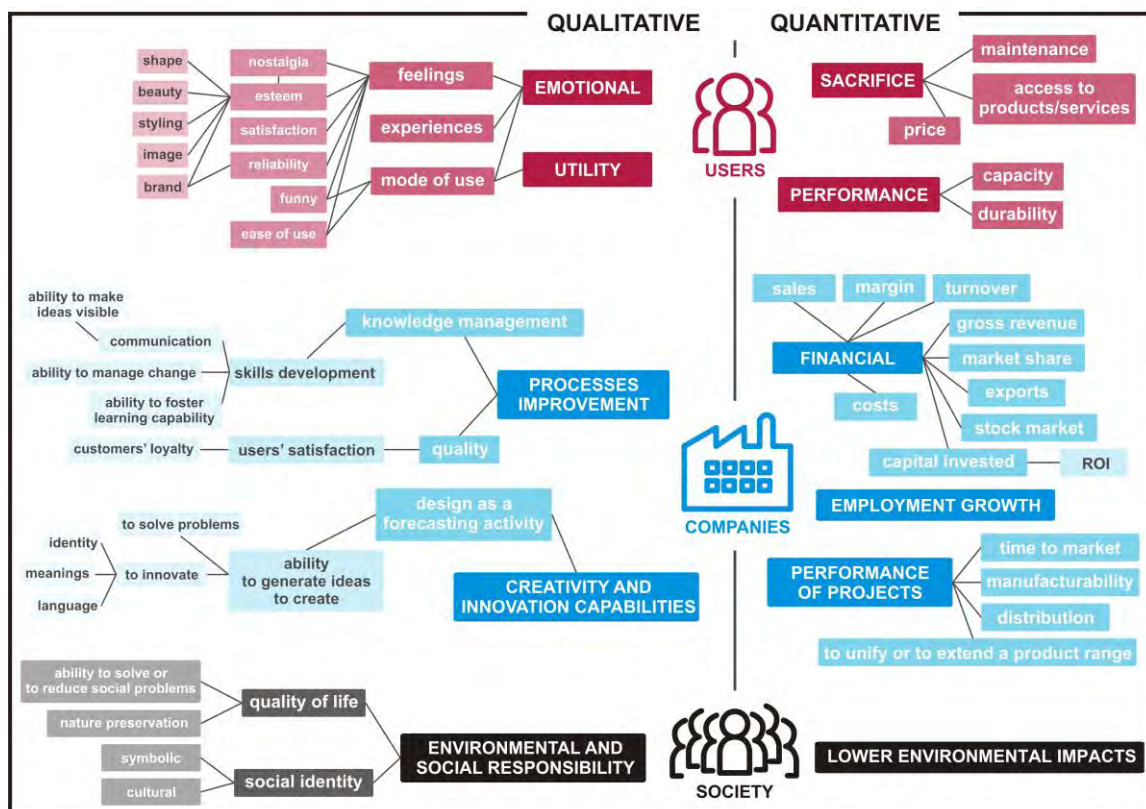 QUALITATIVE
QUANTITATIVE
shape
beauty
styling
image
brand
nostalgia
esteem
satisfaction
reliability
funny
ease of use
feelings
experiences
mode of use
EMOTIONAL
UTILITY
USERS
SACRIFICE
maintenance
access to
products/services
price
PERFORMANCE
capacity
durability
ability to make
ideas visible
communication
ability to manage change
ability to foster
learning capability
customers' loyalty
skills development
users' satisfaction
knowledge management
quality
PROCESSES
IMPROVEMENT
to solve problems
identity
meanings
language
to innovate
ability
to generate ideas
to create
design as a
forecasting activity
CREATIVITY AND
INNOVATION CAPABILITIES
COMPANIES
sales
margin
turnover
FINANCIAL
gross revenue
market share
exports
stock market
costs
capital invested
ROI
EMPLOYMENT GROWTH
PERFORMANCE
OF PROJECTS
time to market
manufacturability
distribution
to unify or to extend a product range
ability to solve or
to reduce social problems
nature preservation
symbolic
cultural
quality of life
social identity
ENVIRONMENTAL AND
SOCIAL RESPONSIBILITY
SOCIETY
LOWER ENVIRONMENTAL IMPACTS